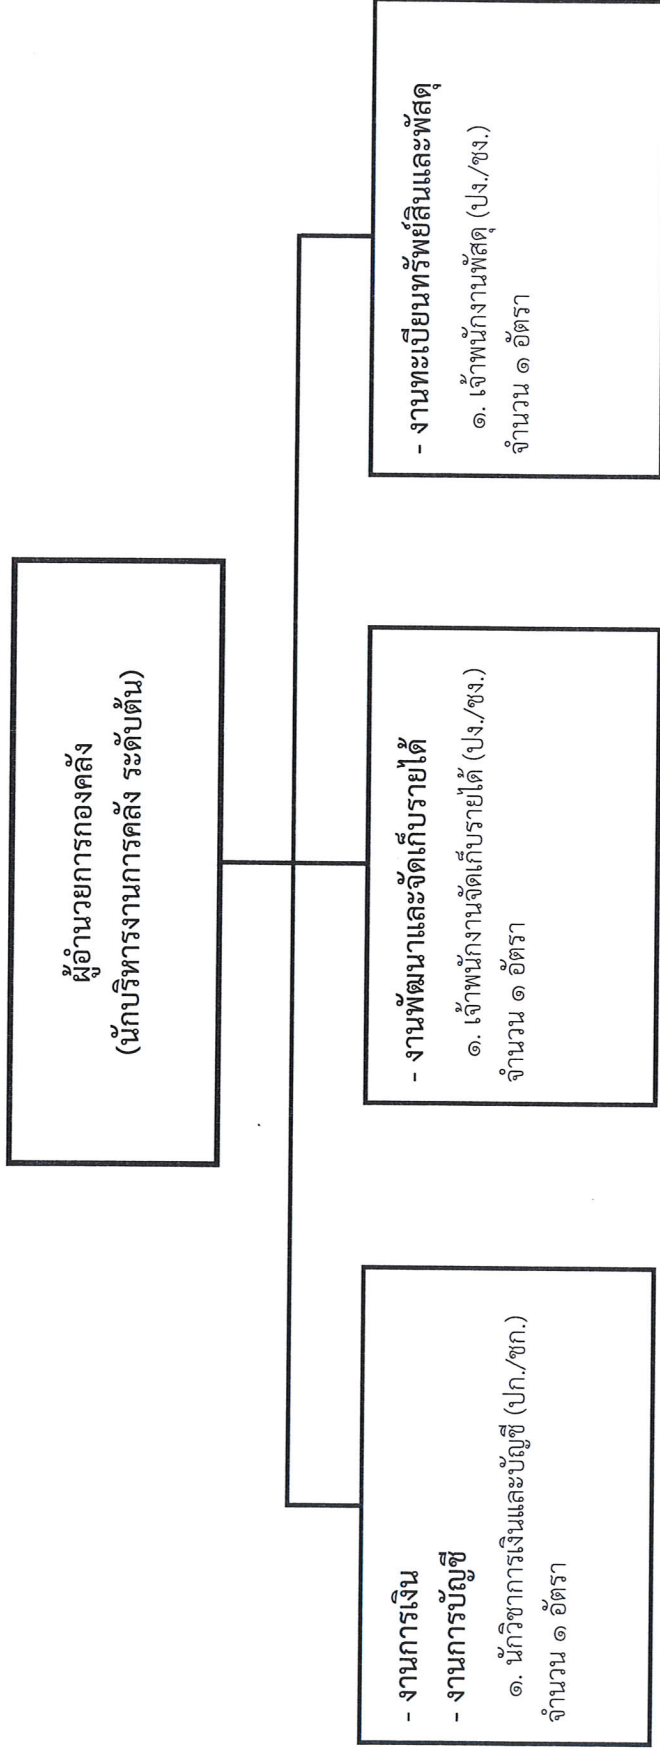 ผู้อำนวยการกองคลัง
(นักบริหารงานการคลัง ระดับต้น)
- งานการเงิน
- งานการบัญชี
๑. นักวิชาการเงินและบัญชี (ปก./ชก.)
จำนวน ๑ อัตรา
- งานพัฒนาและจัดเก็บรายได้
๑. เจ้าพนักงานจัดเก็บรายได้ (ปง./ชง.)
จำนวน ๑ อัตรา
- งานทะเบียนทรัพย์สินและพัสดุ
๑. เจ้าพนักงานพัสดุ (ปง./ชง.)
จำนวน ๑ อัตรา